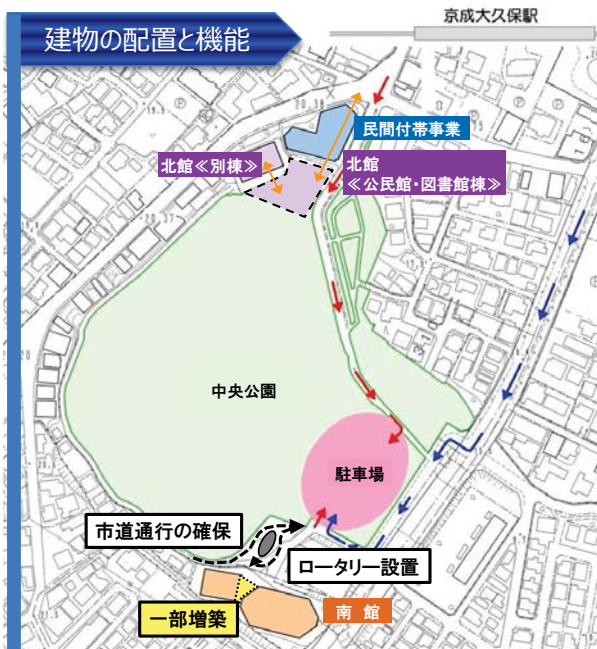 京成大久保駅
建物の配置と機能
民間付帯事業
北館≪別棟≫
北館
≪公民館・図書館棟≫
中央公園
駐車場
市道通行の確保
ロータリー設置
一部増築
南 館